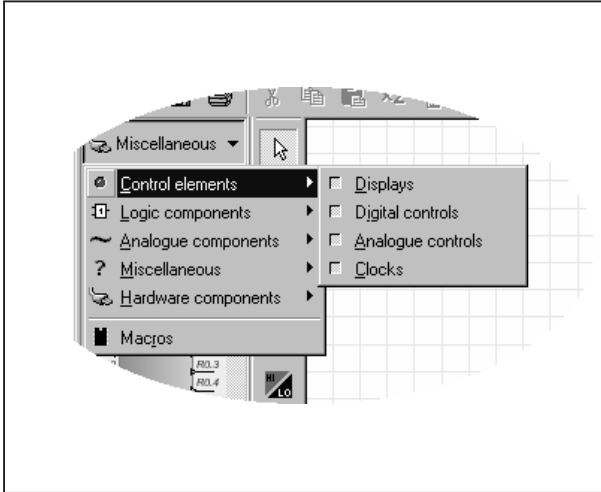 Miscellaneous
Control elements
Logic components
Analogue components
Miscellaneous
Hardware components
Macros
Displays
Digital controls
Analogue controls
Clocks
R0.3
R0.4
HI
LO